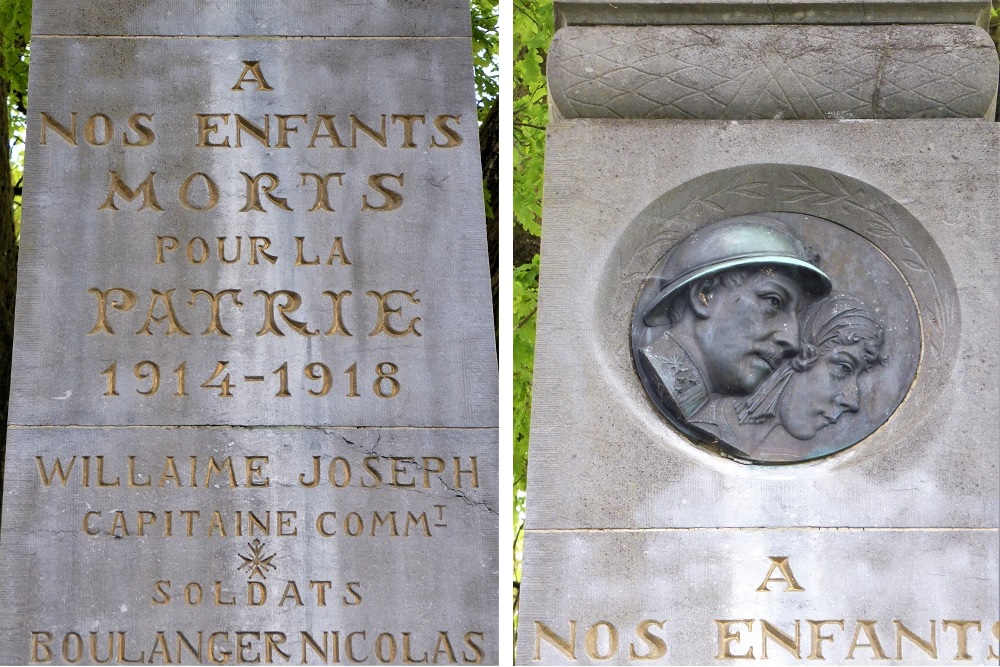 A
NOS ENFANTS
MORTS
POUR LA
PATRIE
1914-1918
WILLAIME JOSEPH
CAPITAINE COMMT
SOLDATS
BOULANGER NICOLAS
A
NOS ENFANTS